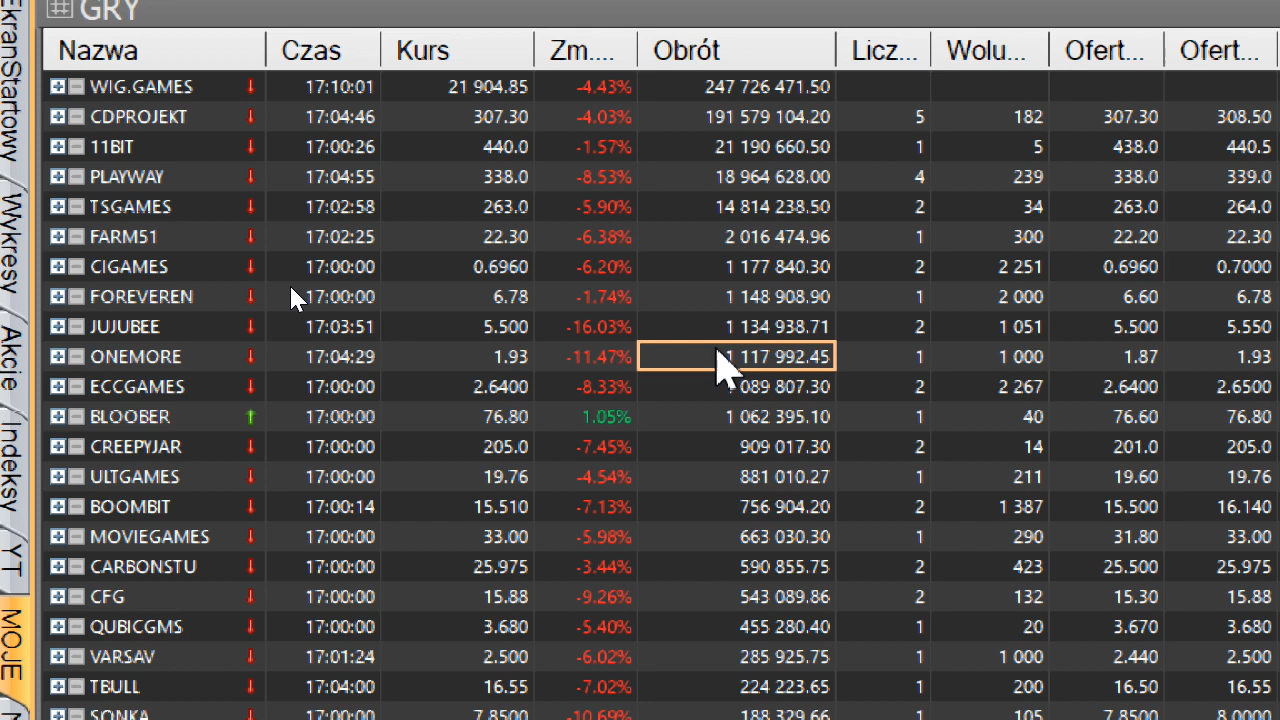 GRY
Nazwa Czas Kurs Zm.... Obrót Licz... Wolu... Ofert... Ofert...
WIG.GAMES 17:10:01 21 904.85 -4.43% 247 726 471.50
CDPROJEKT 17:04:46 307.30 -4.03% 191 579 104.20 5 182 307.30 308.50
11BIT 17:00:26 440.0 -1.57% 21 190 660.50 1 5 438.0 440.5
PLAYWAY 17:04:55 338.0 -8.53% 18 964 628.00 4 239 338.0 339.0
TSGAMES 17:02:58 263.0 -5.90% 14 814 238.50 2 34 263.0 264.0
FARM51 17:02:25 22.30 -6.38% 2 016 474.96 1 300 22.20 22.30
CIGAMES 17:00:00 0.6960 -6.20% 1 177 840.30 2 2 251 0.6960 0.7000
FOREVEREN 17:00:00 6.78 -1.74% 1 148 908.90 1 2 000 6.60 6.78
JUJUBEE 17:03:51 5.500 -16.03% 1 134 938.71 2 1 051 5.500 5.550
ONEMORE 17:04:29 1.93 -11.47% 1 117 992.45 1 1 000 1.87 1.93
ECCGAMES 17:00:00 2.6400 -8.33% 089 807.30 2 2 267 2.6400 2.6500
BLOOBER 17:00:00 76.80 1.05% 1 062 395.10 1 40 76.60 76.80
CREEPYJAR 17:00:00 205.0 -7.45% 909 017.30 2 14 201.0 205.0
ULTGAMES 17:00:00 19.76 -4.54% 881 010.27 1 211 19.60 19.76
BOOMBIT 17:00:14 15.510 -7.13% 756 904.20 2 1 387 15.500 16.140
MOVIEGAMES 17:00:00 33.00 -5.98% 663 030.30 1 290 31.80 33.00
CARBONSTU 17:00:00 25.975 -3.44% 590 855.75 2 423 25.500 25.975
CFG 17:00:00 15.88 -9.26% 543 089.86 2 132 15.30 15.88
QUBICGMS 17:00:00 3.680 -5.40% 455 280.40 1 20 3.670 3.680
VARSAV 17:01:24 2.500 -6.02% 285 925.75 1 1 000 2.440 2.500
TBULL 17:04:00 16.55 -7.02% 224 223.65 1 200 16.50 16.55
SONKA 17:00:00 7.8500 -10.69% 188 329.66 1 105 7.8500 8.0000
EkranStartowy
Wykresy
Akcje
Indeksy
YT
MOJE